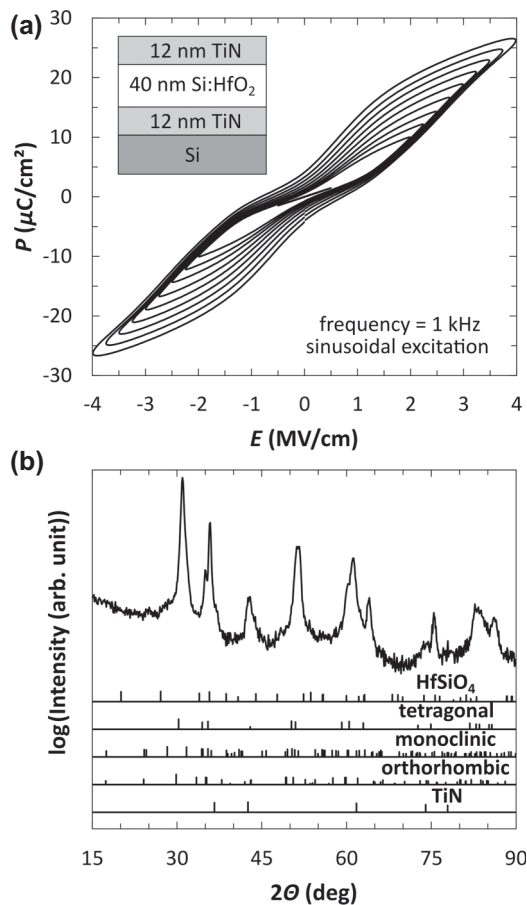 (a)
12 nm TiN
40 nm Si:HfO₂
12 nm TiN
Si
30
20
10
0
-10
-20
-30
P (µC/cm²)
frequency = 1 kHz
sinusoidal excitation
-4 -3 -2 -1 0 1 2 3 4
E (MV/cm)
(b)
log(Intensity (arb. unit))
HfSiO₄
tetragonal
monoclinic
orthorhombic
TiN
15 30 45 60 75 90
2Θ (deg)